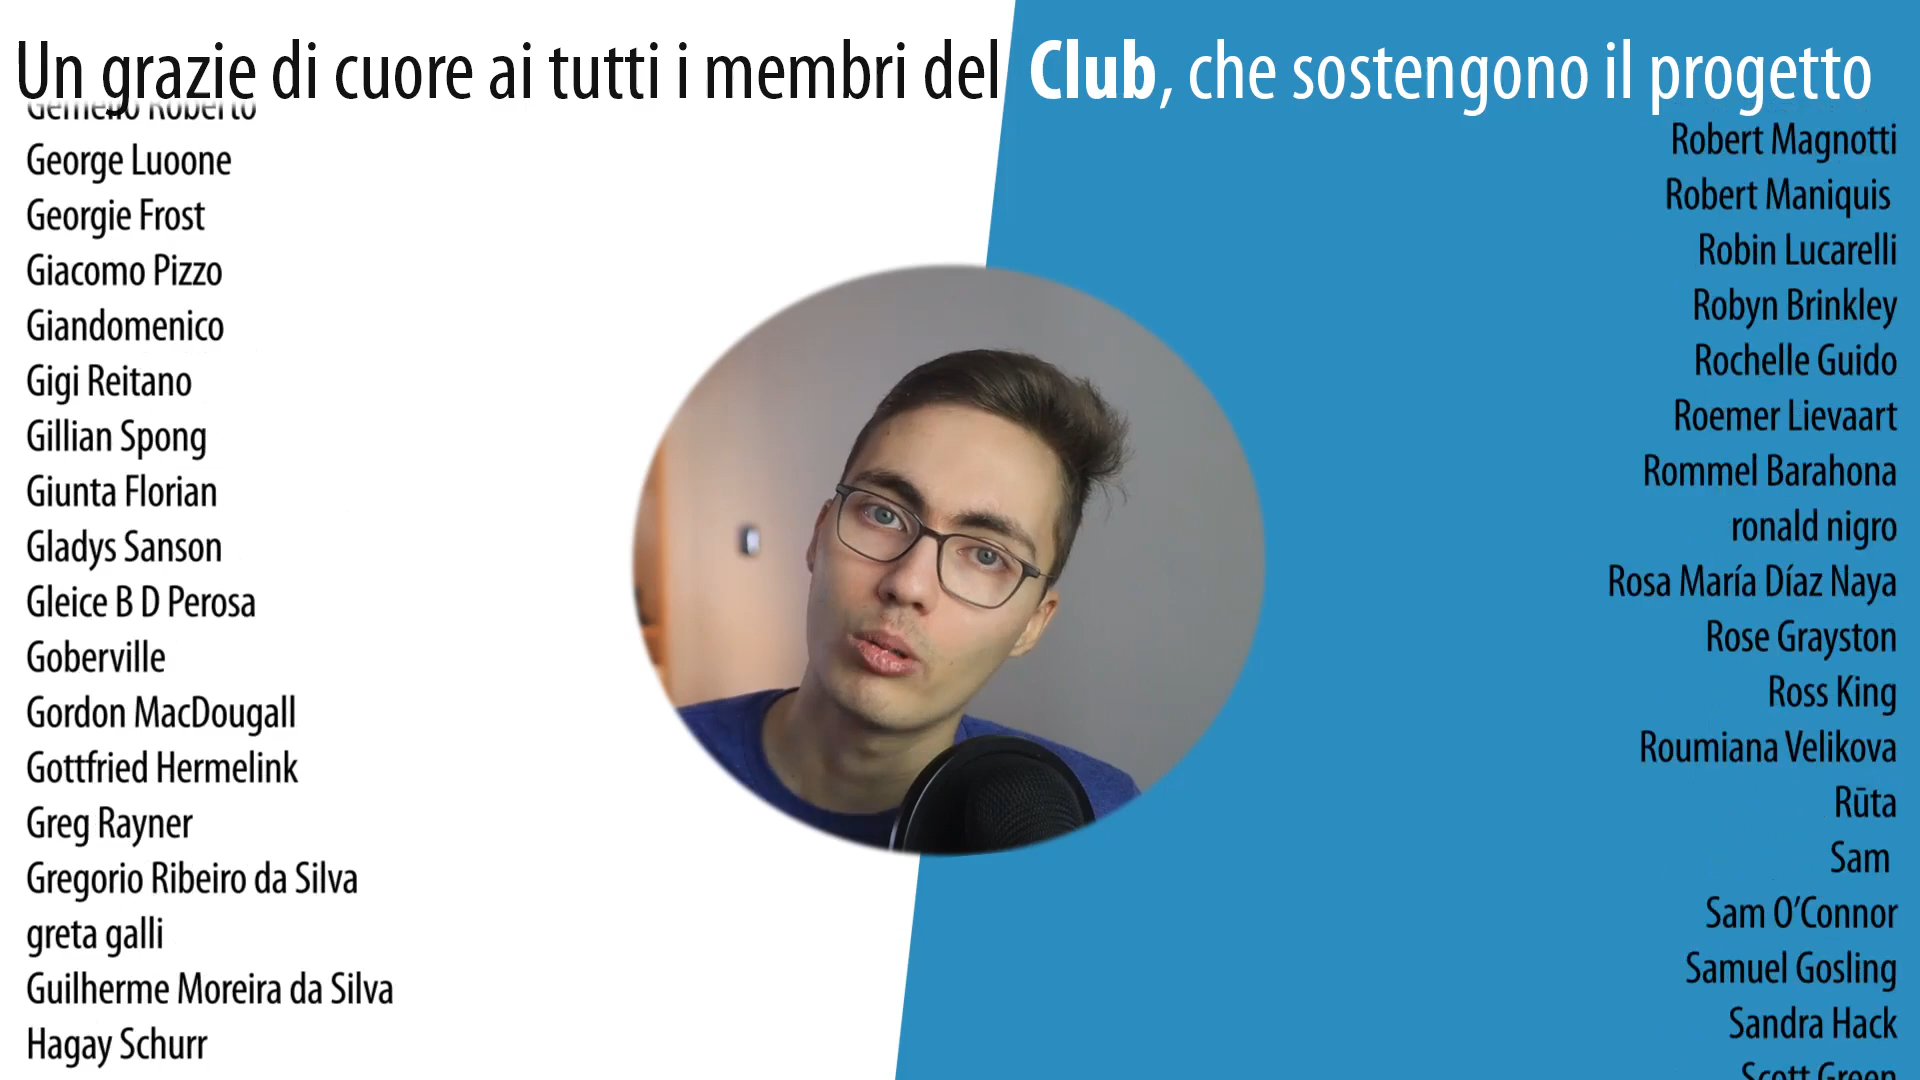 Un grazie di cuore ai tutti i membri del Club, che sostengono il progetto
Gemello Roberto
George Luoone
Georgie Frost
Giacomo Pizzo
Giandomenico
Gigi Reitano
Gillian Spong
Giunta Florian
Gladys Sanson
Gleice B D Perosa
Goberville
Gordon MacDougall
Gottfried Hermelink
Greg Rayner
Gregorio Ribeiro da Silva
greta galli
Guilherme Moreira da Silva
Hagay Schurr
Robert Magnotti
Robert Maniquis
Robin Lucarelli
Robyn Brinkley
Rochelle Guido
Roemer Lievaart
Rommel Barahona
ronald nigro
Rosa María Díaz Naya
Rose Grayston
Ross King
Roumiana Velikova
Rūta
Sam
Sam O’Connor
Samuel Gosling
Sandra Hack
Scott Green